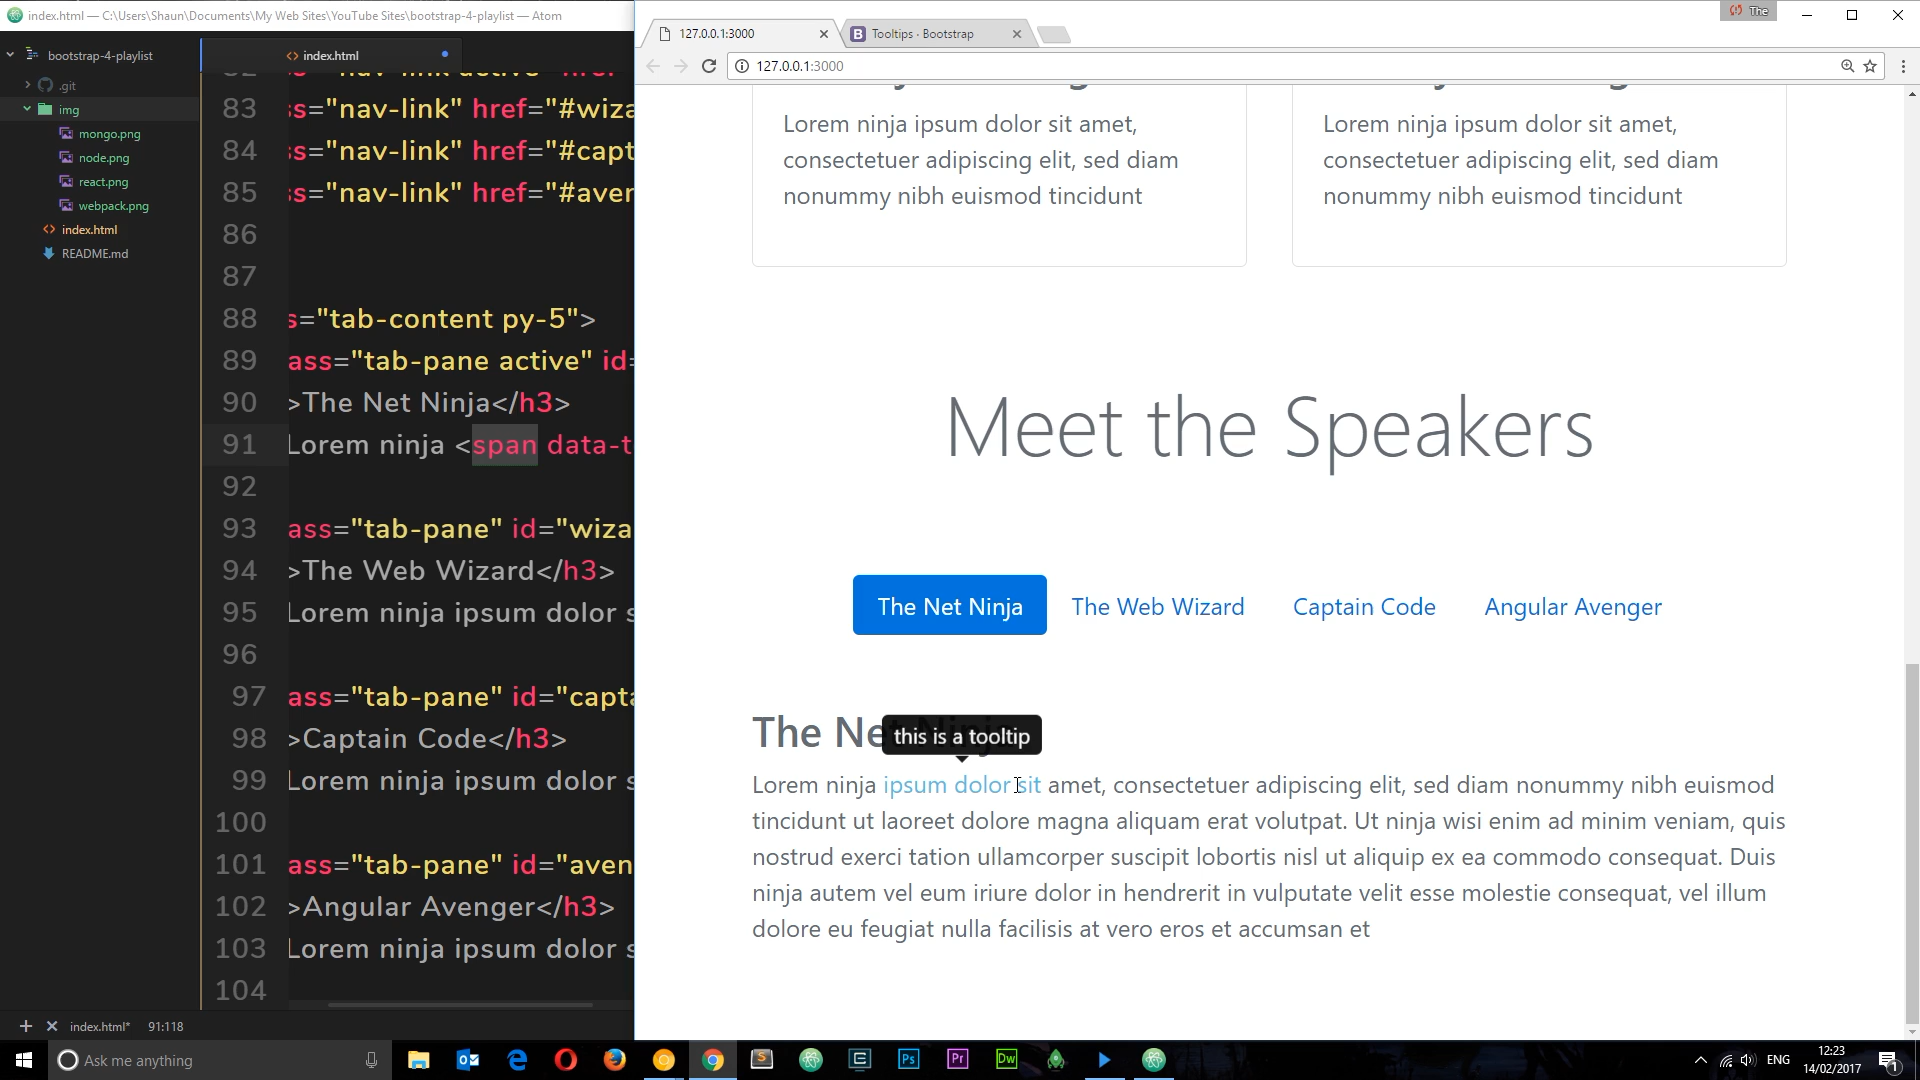 index.html — C:\Users\Shaun\Documents\My Web Sites\YouTube Sites\bootstrap-4-playlist — Atom
The
bootstrap-4-playlist
.git
img
mongo.png
node.png
react.png
webpack.png
index.html
README.md
index.html
83 ss="nav-link" href="#wiza
84 ss="nav-link" href="#capt
85 ss="nav-link" href="#aven
86
87
88 s="tab-content py-5">
89 ass="tab-pane active" id=
90 >The Net Ninja</h3>
91 Lorem ninja <span data-t
92
93 ass="tab-pane" id="wiza
94 >The Web Wizard</h3>
95 Lorem ninja ipsum dolor s
96
97 ass="tab-pane" id="capta
98 >Captain Code</h3>
99 Lorem ninja ipsum dolor s
100
101 ass="tab-pane" id="aven
102 >Angular Avenger</h3>
103 Lorem ninja ipsum dolor s
104
index.html* 91:118
127.0.0.1:3000
Tooltips · Bootstrap
127.0.0.1:3000
Lorem ninja ipsum dolor sit amet,
consectetuer adipiscing elit, sed diam
nonummy nibh euismod tincidunt
Lorem ninja ipsum dolor sit amet,
consectetuer adipiscing elit, sed diam
nonummy nibh euismod tincidunt
Meet the Speakers
The Net Ninja
The Web Wizard
Captain Code
Angular Avenger
The Net Ninja
this is a tooltip
Lorem ninja ipsum dolor sit amet, consectetuer adipiscing elit, sed diam nonummy nibh euismod
tincidunt ut laoreet dolore magna aliquam erat volutpat. Ut ninja wisi enim ad minim veniam, quis
nostrud exerci tation ullamcorper suscipit lobortis nisl ut aliquip ex ea commodo consequat. Duis
ninja autem vel eum iriure dolor in hendrerit in vulputate velit esse molestie consequat, vel illum
dolore eu feugiat nulla facilisis at vero eros et accumsan et
Ask me anything
Ps
Pr
Dw
ENG
12:23
14/02/2017
1